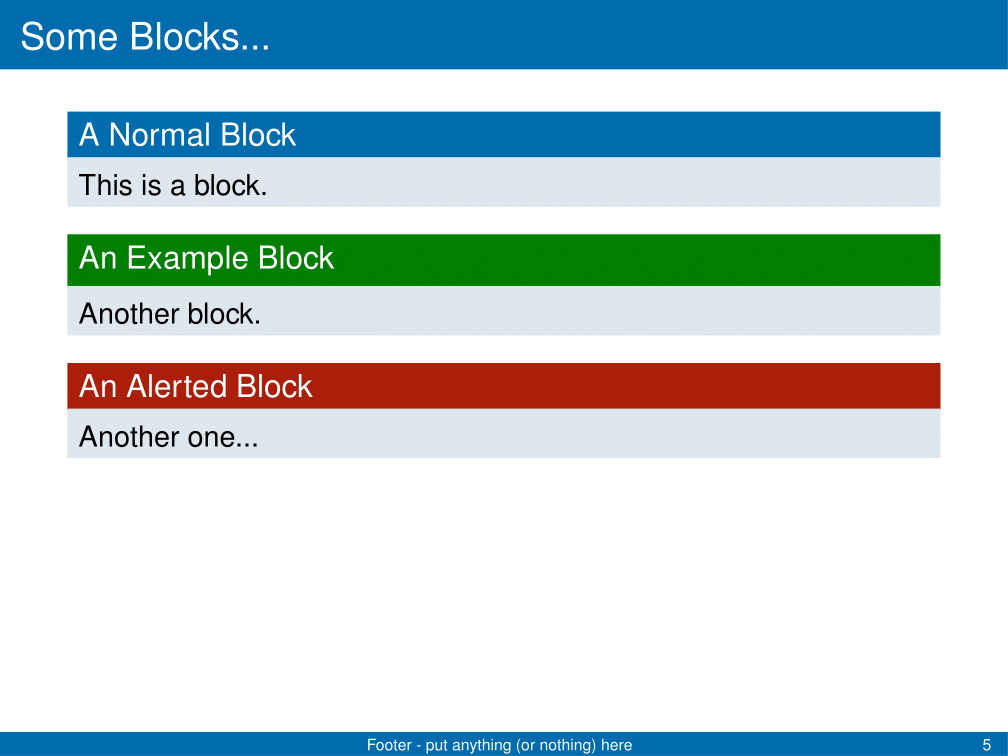 Some Blocks...
A Normal Block
This is a block.
An Example Block
Another block.
An Alerted Block
Another one...
Footer - put anything (or nothing) here
5